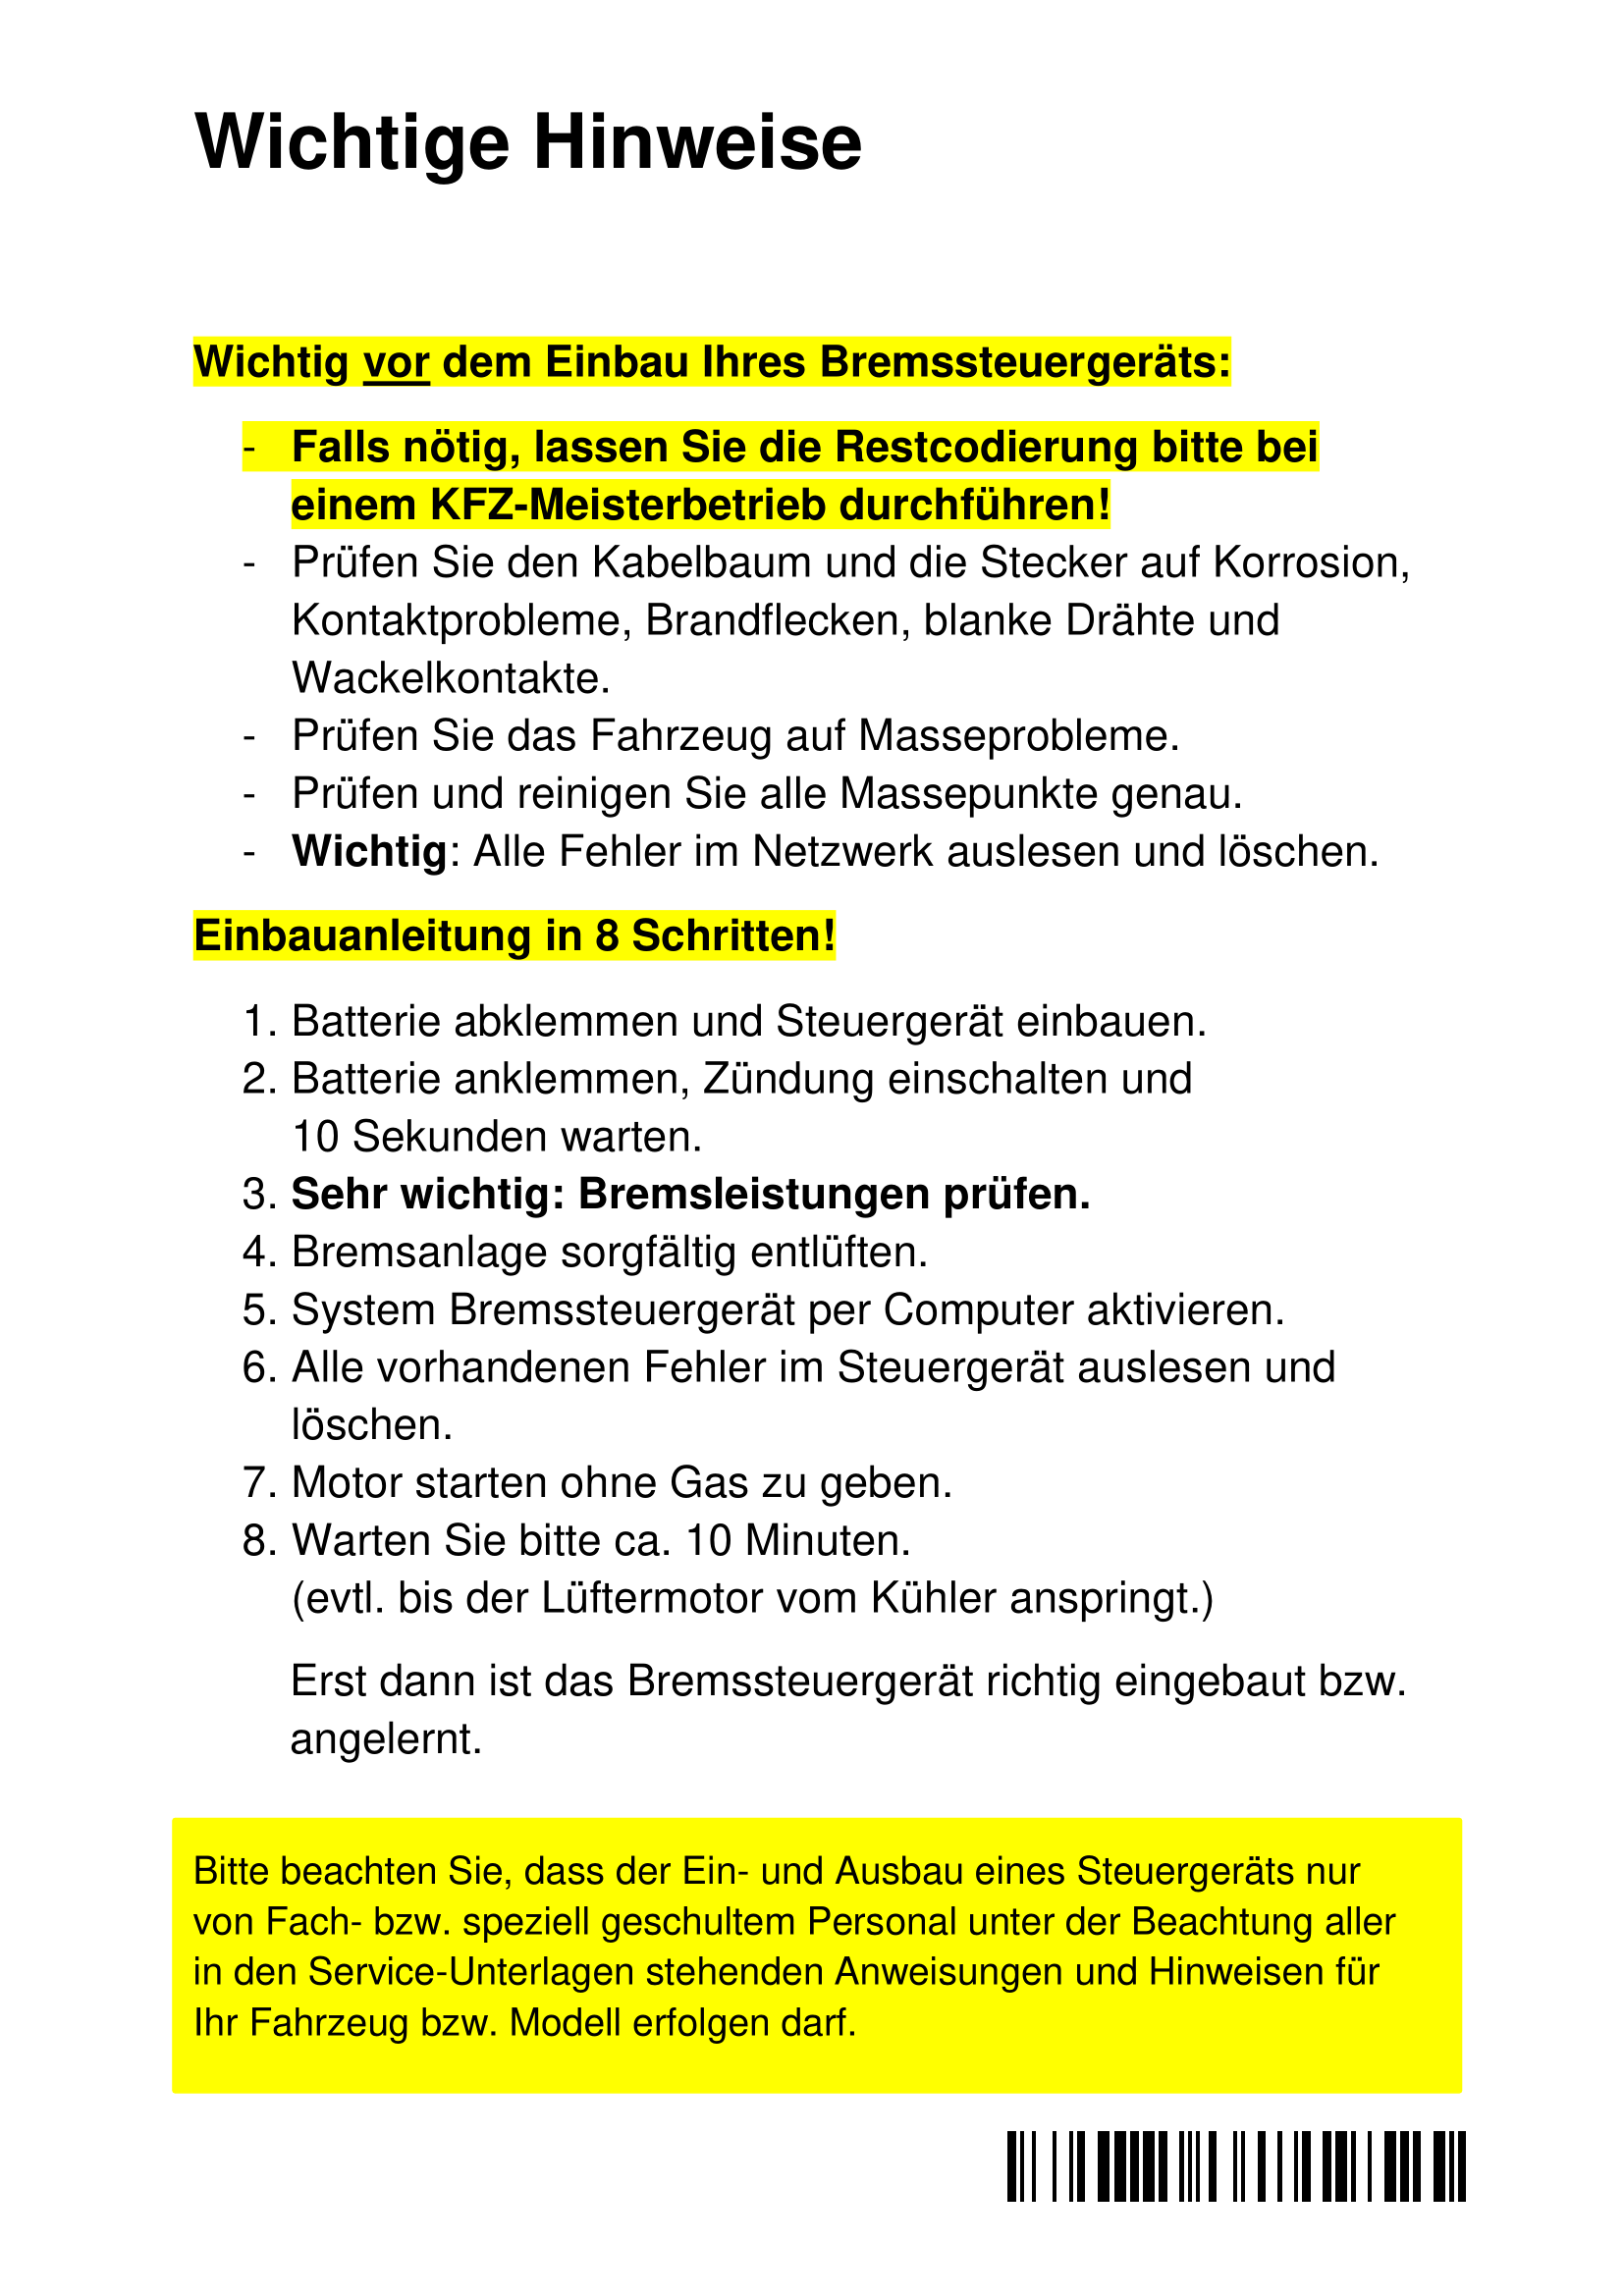 Wichtige Hinweise
Wichtig vor dem Einbau Ihres Bremssteuergeräts:
- Falls nötig, lassen Sie die Restcodierung bitte bei
einem KFZ-Meisterbetrieb durchführen!
- Prüfen Sie den Kabelbaum und die Stecker auf Korrosion,
Kontaktprobleme, Brandflecken, blanke Drähte und
Wackelkontakte.
- Prüfen Sie das Fahrzeug auf Masseprobleme.
- Prüfen und reinigen Sie alle Massepunkte genau.
- Wichtig: Alle Fehler im Netzwerk auslesen und löschen.
Einbauanleitung in 8 Schritten!
1. Batterie abklemmen und Steuergerät einbauen.
2. Batterie anklemmen, Zündung einschalten und
10 Sekunden warten.
3. Sehr wichtig: Bremsleistungen prüfen.
4. Bremsanlage sorgfältig entlüften.
5. System Bremssteuergerät per Computer aktivieren.
6. Alle vorhandenen Fehler im Steuergerät auslesen und
löschen.
7. Motor starten ohne Gas zu geben.
8. Warten Sie bitte ca. 10 Minuten.
(evtl. bis der Lüftermotor vom Kühler anspringt.)
Erst dann ist das Bremssteuergerät richtig eingebaut bzw.
angelernt.
Bitte beachten Sie, dass der Ein- und Ausbau eines Steuergeräts nur
von Fach- bzw. speziell geschultem Personal unter der Beachtung aller
in den Service-Unterlagen stehenden Anweisungen und Hinweisen für
Ihr Fahrzeug bzw. Modell erfolgen darf.